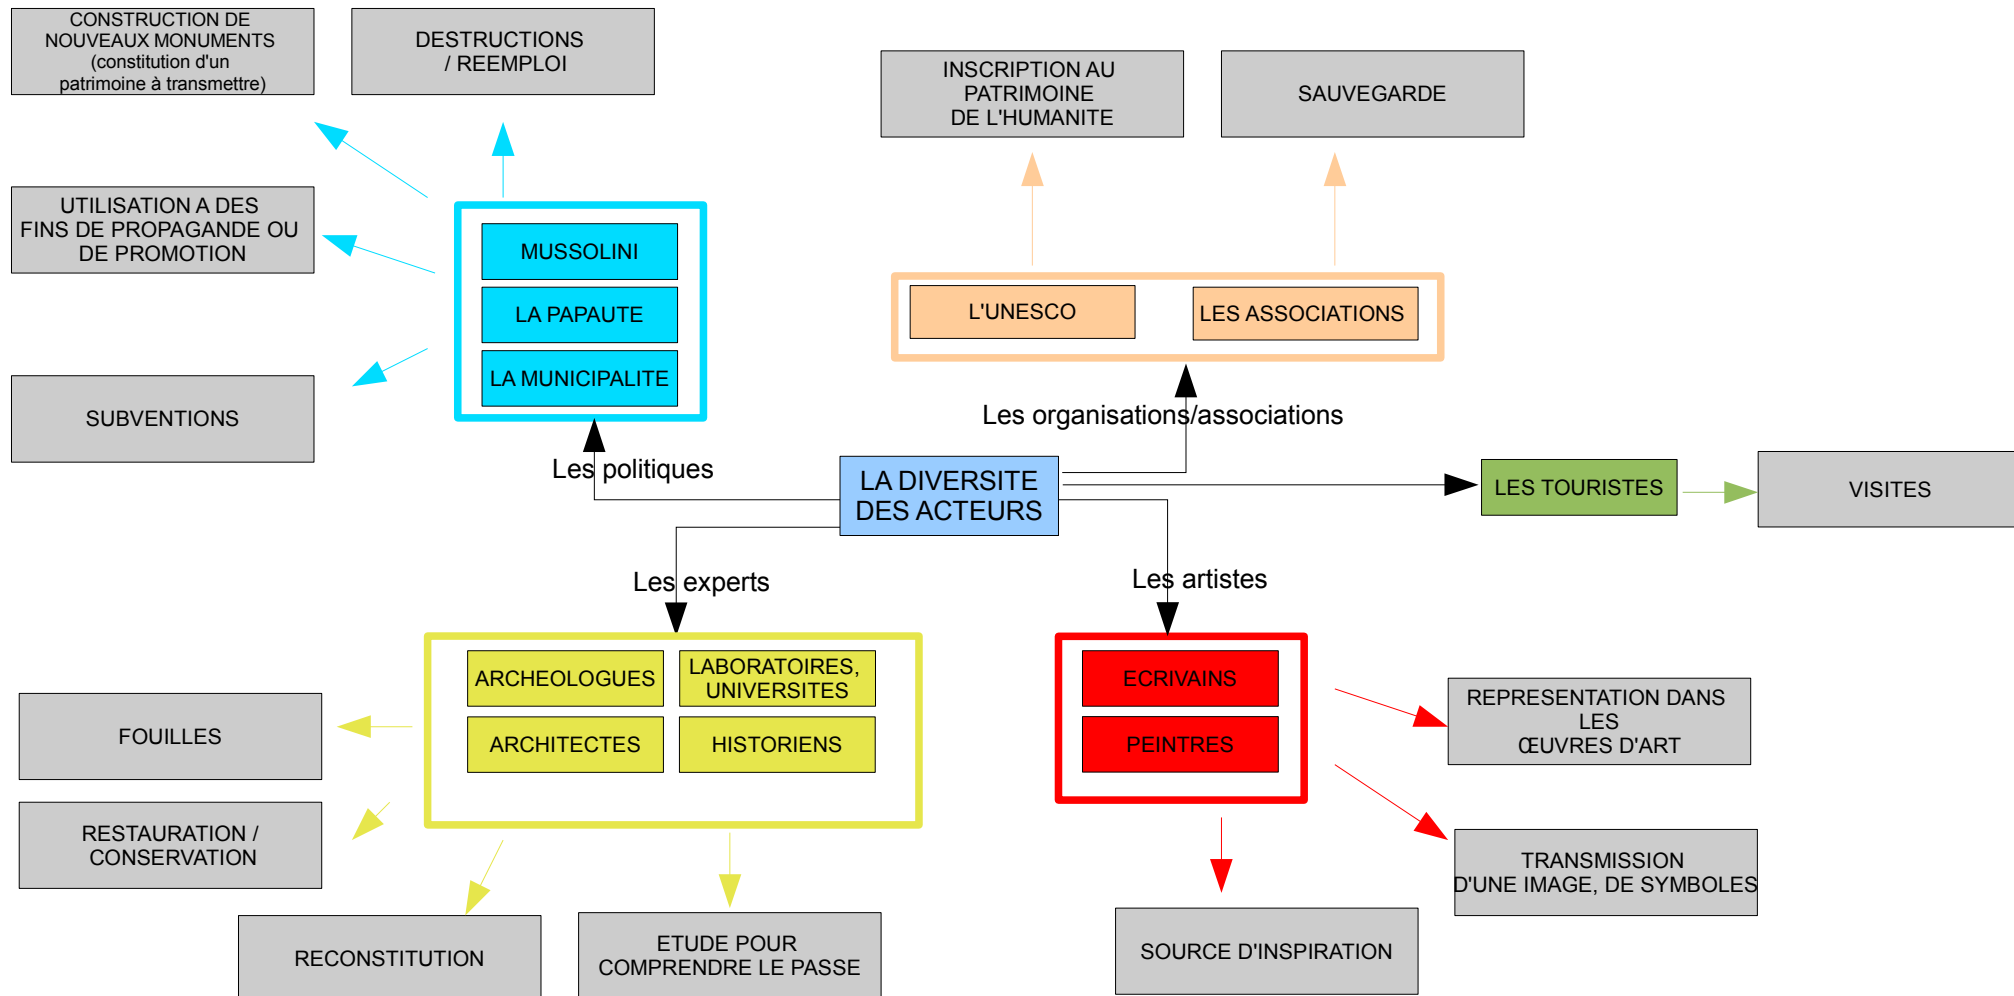 CONSTRUCTION DE
NOUVEAUX MONUMENTS
(constitution d'un
patrimoine à transmettre)
DESTRUCTIONS
/ REEMPLOI
INSCRIPTION AU
PATRIMOINE
DE L'HUMANITE
SAUVEGARDE
UTILISATION A DES
FINS DE PROPAGANDE OU
DE PROMOTION
MUSSOLINI
LA PAPAUTE
LA MUNICIPALITE
L'UNESCO
LES ASSOCIATIONS
SUBVENTIONS
Les organisations/associations
Les politiques
LA DIVERSITE
DES ACTEURS
LES TOURISTES
VISITES
Les experts
Les artistes
ARCHEOLOGUES
LABORATOIRES,
UNIVERSITES
ARCHITECTES
HISTORIENS
ECRIVAINS
PEINTRES
REPRESENTATION DANS
LES
ŒUVRES D'ART
FOUILLES
RESTAURATION /
CONSERVATION
TRANSMISSION
D'UNE IMAGE, DE SYMBOLES
RECONSTITUTION
ETUDE POUR
COMPRENDRE LE PASSE
SOURCE D'INSPIRATION